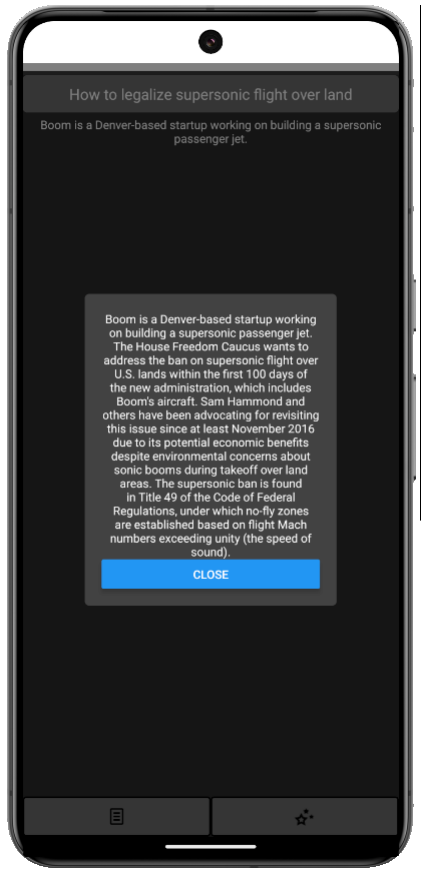 How to legalize supersonic flight over land
Boom is a Denver-based startup working on building a supersonic
passenger jet.
Boom is a Denver-based startup working
on building a supersonic passenger jet.
The House Freedom Caucus wants to
address the ban on supersonic flight over
U.S. lands within the first 100 days of
the new administration, which includes
Boom's aircraft. Sam Hammond and
others have been advocating for revisiting
this issue since at least November 2016
due to its potential economic benefits
despite environmental concerns about
sonic booms during takeoff over land
areas. The supersonic ban is found
in Title 49 of the Code of Federal
Regulations, under which no-fly zones
are established based on flight Mach
numbers exceeding unity (the speed of
sound).
CLOSE